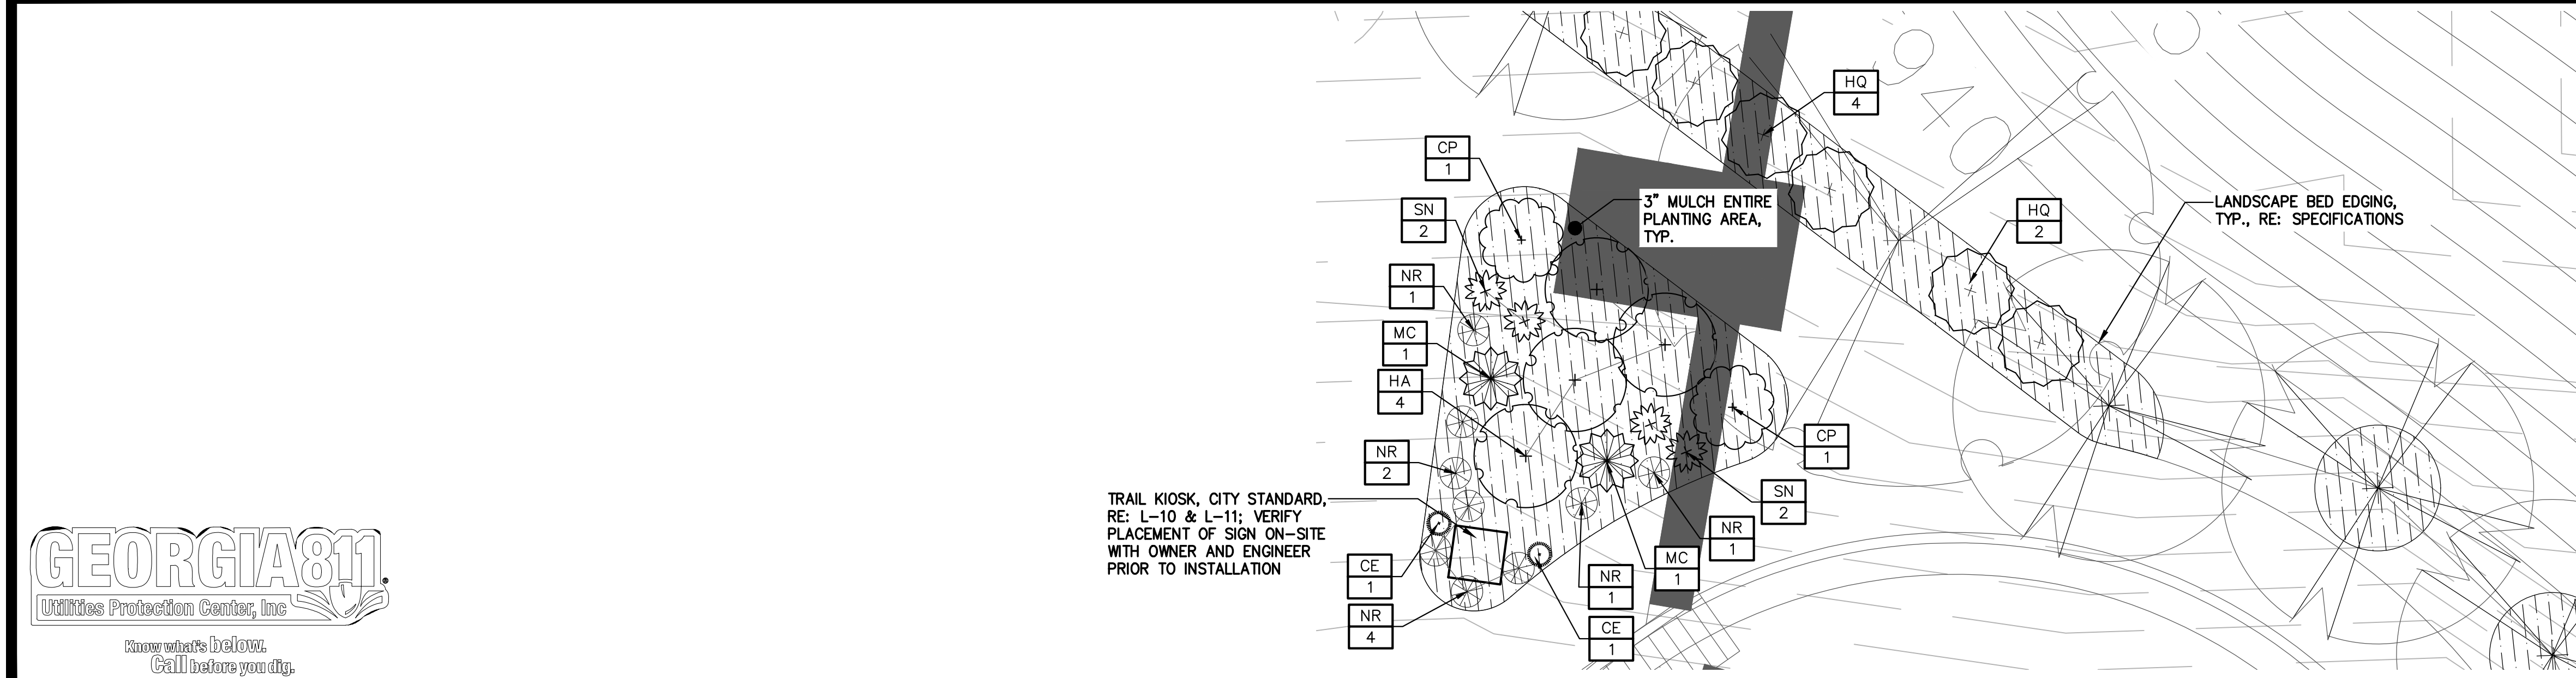 HQ
4
940
CP
1
3" MULCH ENTIRE
PLANTING AREA,
TYP.
SN
2
HQ
2
LANDSCAPE BED EDGING,
TYP., RE: SPECIFICATIONS
NR
1
MC
1
HA
4
CP
1
NR
2
SN
2
TRAIL KIOSK, CITY STANDARD,
RE: L-10 & L-11; VERIFY
PLACEMENT OF SIGN ON-SITE
WITH OWNER AND ENGINEER
PRIOR TO INSTALLATION
NR
1
MC
1
CE
1
NR
1
NR
4
CE
1
GEORGIA811
Utilities Protection Center, Inc
Know what's below.
Call before you dig.